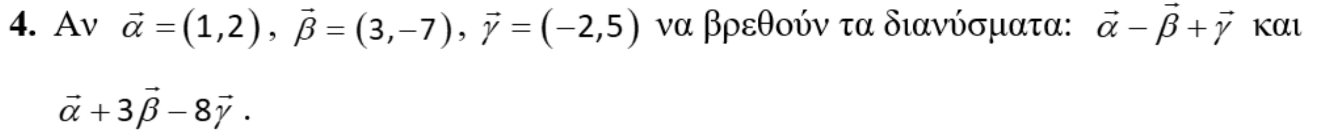 4. Αν $\vec{\alpha} = (1,2)$, $\vec{\beta} = (3,-7)$, $\vec{\gamma} = (-2,5)$ να βρεθούν τα διανύσματα: $\vec{\alpha} - \vec{\beta} + \vec{\gamma}$ και
$\vec{\alpha} + 3\vec{\beta} - 8\vec{\gamma}$ .